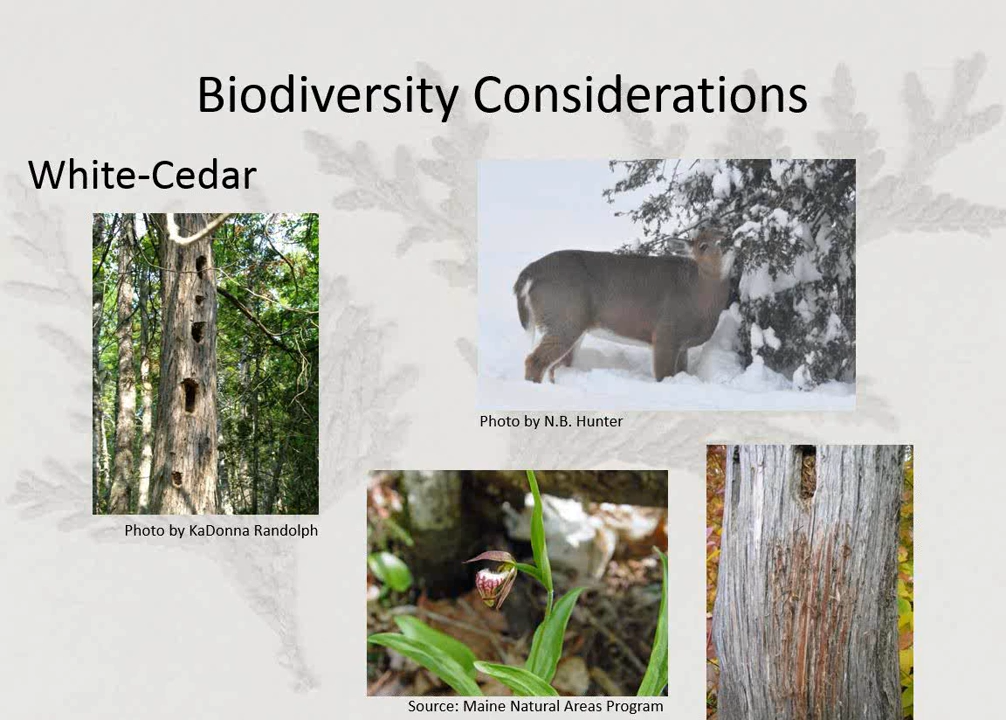 Biodiversity Considerations
White-Cedar
Photo by N.B. Hunter
Photo by KaDonna Randolph
Source: Maine Natural Areas Program